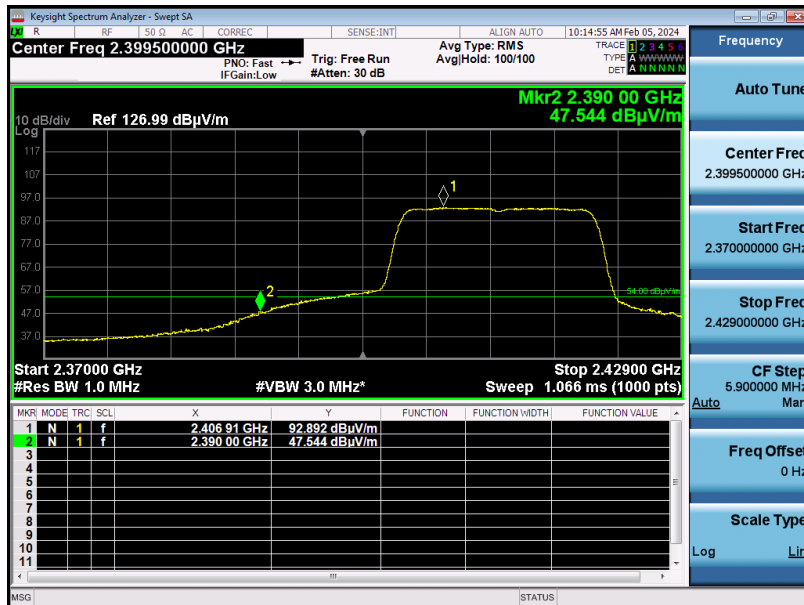 Keysight Spectrum Analyzer - Swept SA
LXI R RF 50 Ω AC CORREC SENSE:INT ALIGN AUTO 10:14:55 AM Feb 05, 2024
Center Freq 2.399500000 GHz
PNO: Fast
IFGain:Low
Trig: Free Run
#Atten: 30 dB
Avg Type: RMS
Avg|Hold: 100/100
TRACE 1 2 3 4 5 6
TYPE A WWWWW
DET A N N N N N
Mkr2 2.390 00 GHz
47.544 dBµV/m
10 dB/div Ref 126.99 dBµV/m
Log
117
107
97.0
87.0
77.0
67.0
57.0
47.0
37.0
1
2
54.00 dBµV/m
Start 2.37000 GHz Stop 2.42900 GHz
#Res BW 1.0 MHz #VBW 3.0 MHz* Sweep 1.066 ms (1000 pts)
MKR MODE TRC SCL X Y FUNCTION FUNCTION WIDTH FUNCTION VALUE
1 N 1 f 2.406 91 GHz 92.892 dBµV/m
2 N 1 f 2.390 00 GHz 47.544 dBµV/m
3
4
5
6
7
8
9
10
11
MSG STATUS
Frequency
Auto Tune
Center Freq
2.399500000 GHz
Start Freq
2.370000000 GHz
Stop Freq
2.429000000 GHz
CF Step
5.900000 MHz
Auto Man
Freq Offset
0 Hz
Scale Type
Log Lin